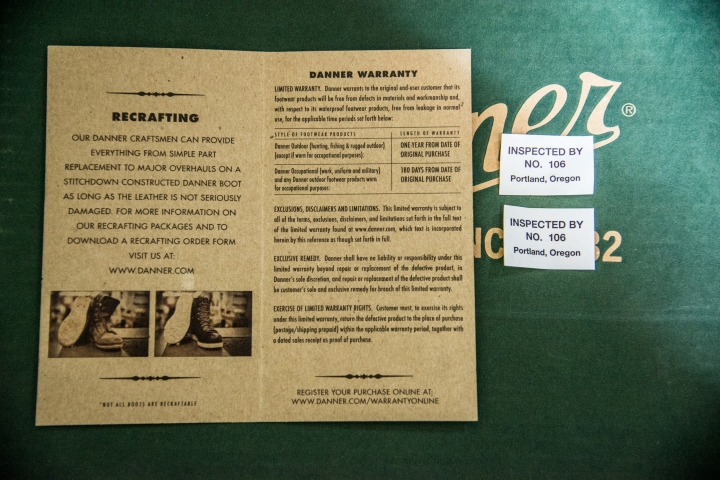 RECRAFTING
OUR DANNER CRAFTSMEN CAN PROVIDE
EVERYTHING FROM SIMPLE PART
REPLACEMENT TO MAJOR OVERHAULS ON A
STITCHDOWN CONSTRUCTED DANNER BOOT
AS LONG AS THE LEATHER IS NOT SERIOUSLY
DAMAGED. FOR MORE INFORMATION ON
OUR RECRAFTING PACKAGES AND TO
DOWNLOAD A RECRAFTING ORDER FORM
VISIT US AT:
WWW.DANNER.COM
*NOT ALL BOOTS ARE RECRAFTABLE
DANNER WARRANTY
LIMITED WARRANTY. Danner warrants to the original end-user customer that its
footwear products will be free from defects in materials and workmanship and,
with respect to its waterproof footwear products, free from leakage in normal
use, for the applicable time periods set forth below:
STYLE OF FOOTWEAR PRODUCTS LENGTH OF WARRANTY
Danner Outdoor (hunting, fishing & rugged outdoor) ONE-YEAR FROM DATE OF
(except if worn for occupational purposes): ORIGINAL PURCHASE
Danner Occupational (work, uniform and military) 180 DAYS FROM DATE OF
and any Danner outdoor footwear products worn ORIGINAL PURCHASE
for occupational purposes:
EXCLUSIONS, DISCLAIMERS AND LIMITATIONS. This limited warranty is subject to
all of the terms, exclusions, disclaimers, and limitations set forth in the full text
of the limited warranty found at www.danner.com, which text is incorporated
herein by this reference as though set forth in full.
EXCLUSIVE REMEDY. Danner shall have no liability or responsibility under this
limited warranty beyond repair or replacement of the defective product, in
Danner's sole discretion, and repair or replacement of the defective product shall
be customer's sole and exclusive remedy for breach of this limited warranty.
EXERCISE OF LIMITED WARRANTY RIGHTS. Customer must, to exercise its rights
under this limited warranty, return the defective product to the place of purchase
(postage/shipping prepaid) within the applicable warranty period, together with
a dated sales receipt as proof of purchase.
REGISTER YOUR PURCHASE ONLINE AT:
WWW.DANNER.COM/WARRANTYONLINE
ner®
INSPECTED BY
NO. 106
Portland, Oregon
INSPECTED BY
NO. 106
Portland, Oregon
NC 32